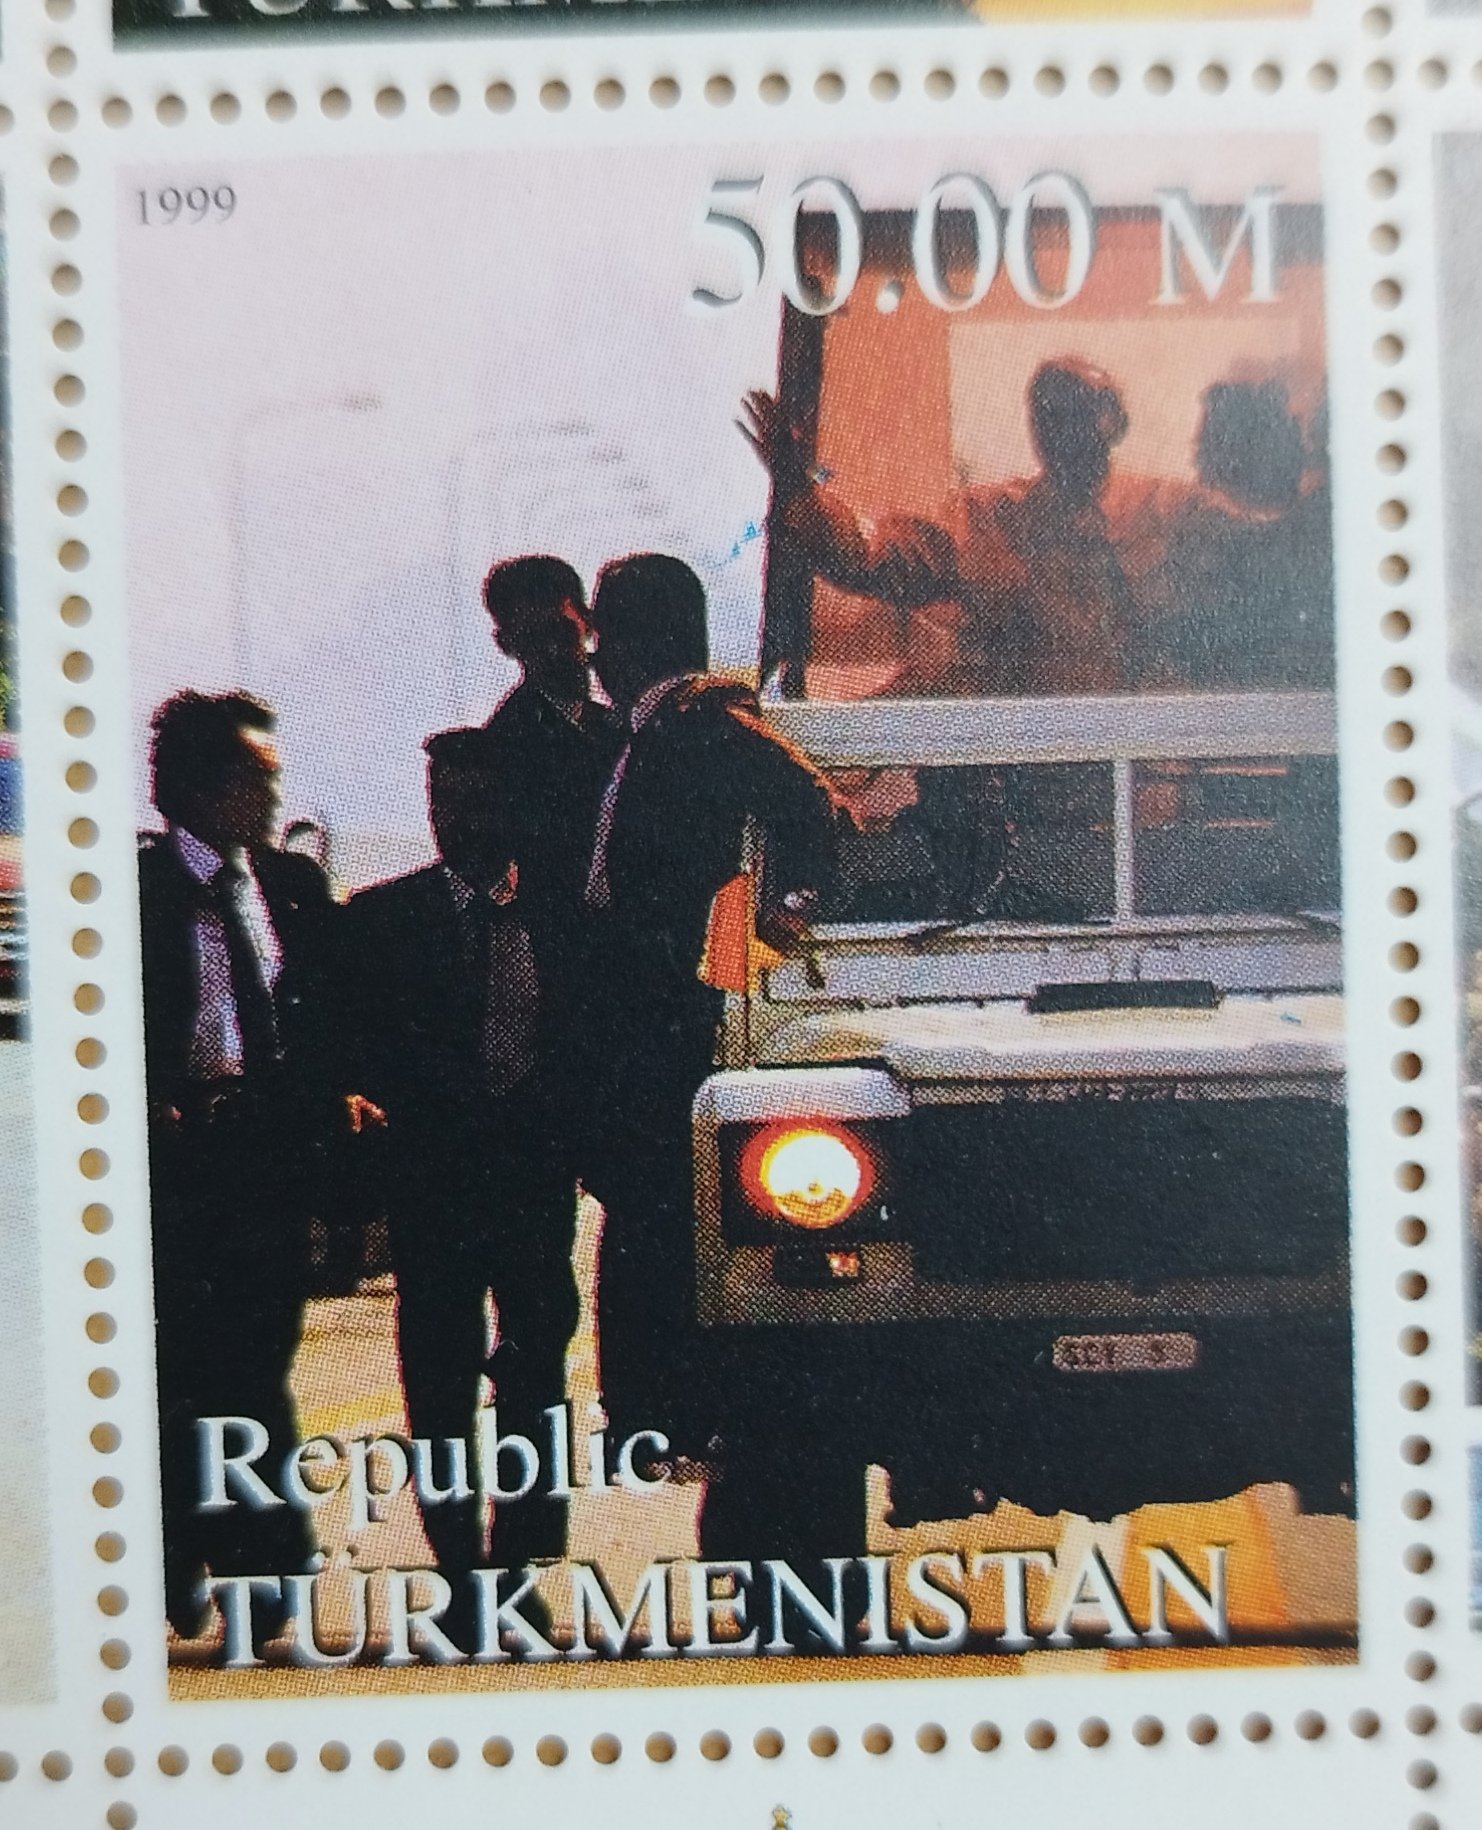 1999
50.00 M
Republic
TÜRKMENISTAN